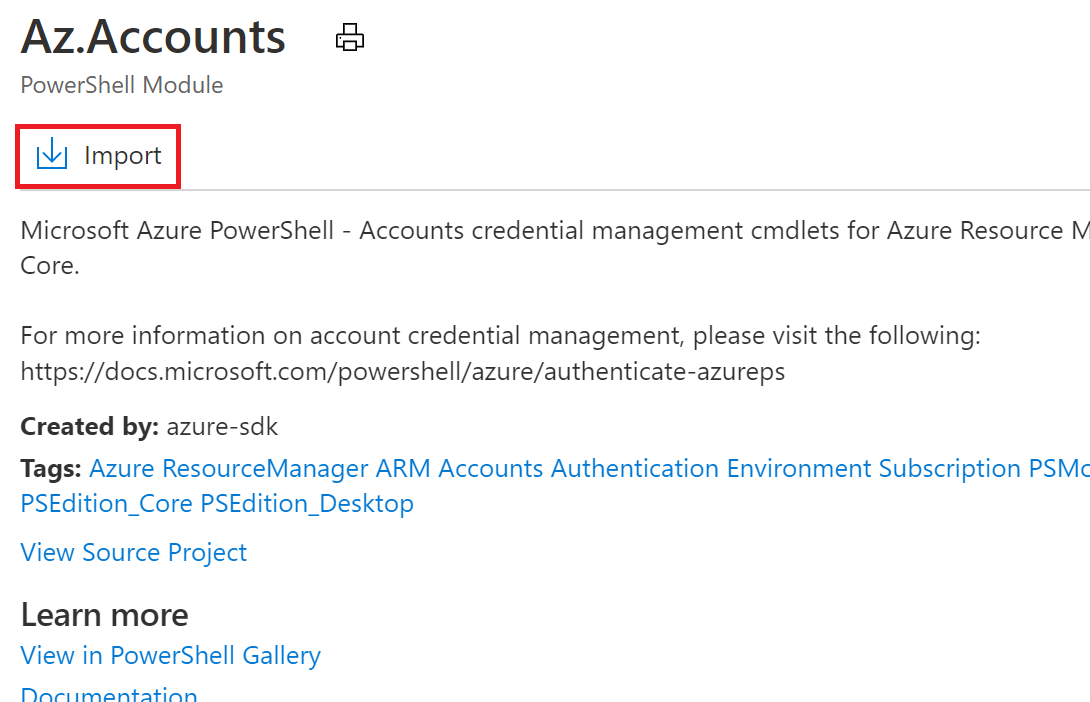 Az.Accounts
PowerShell Module
Import
Microsoft Azure PowerShell - Accounts credential management cmdlets for Azure Resource M
Core.
For more information on account credential management, please visit the following:
https://docs.microsoft.com/powershell/azure/authenticate-azureps
Created by: azure-sdk
Tags: Azure ResourceManager ARM Accounts Authentication Environment Subscription PSMo
PSEdition_Core PSEdition_Desktop
View Source Project
Learn more
View in PowerShell Gallery
Documentation